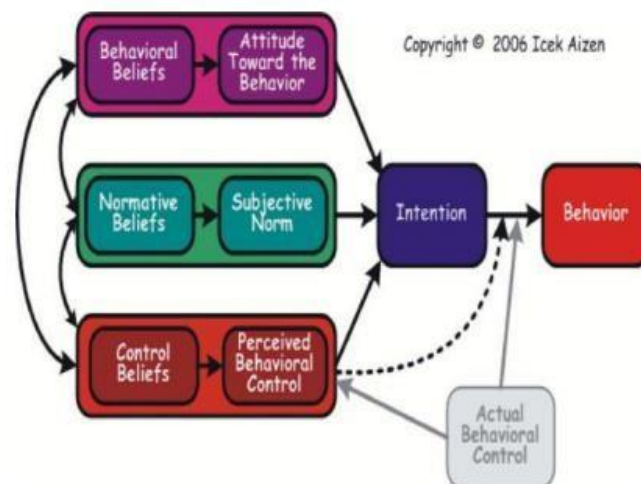 Behavioral
Beliefs
Attitude
Toward the
Behavior
Copyright © 2006 Icek Aizen
Normative
Beliefs
Subjective
Norm
Intention
Behavior
Control
Beliefs
Perceived
Behavioral
Control
Actual
Behavioral
Control